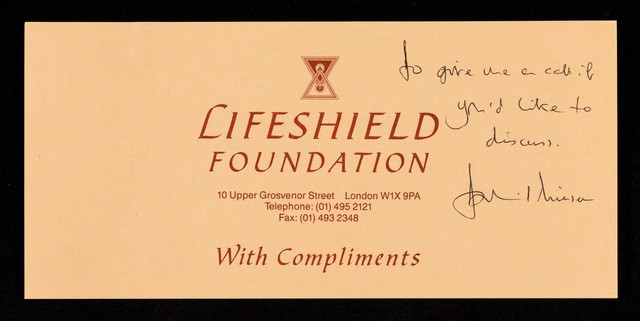 LIFESHIELD
FOUNDATION
10 Upper Grosvenor Street London W1X 9PA
Telephone: (01) 495 2121
Fax: (01) 493 2348
With Compliments
Do give me a call if
you'd like to
discuss.